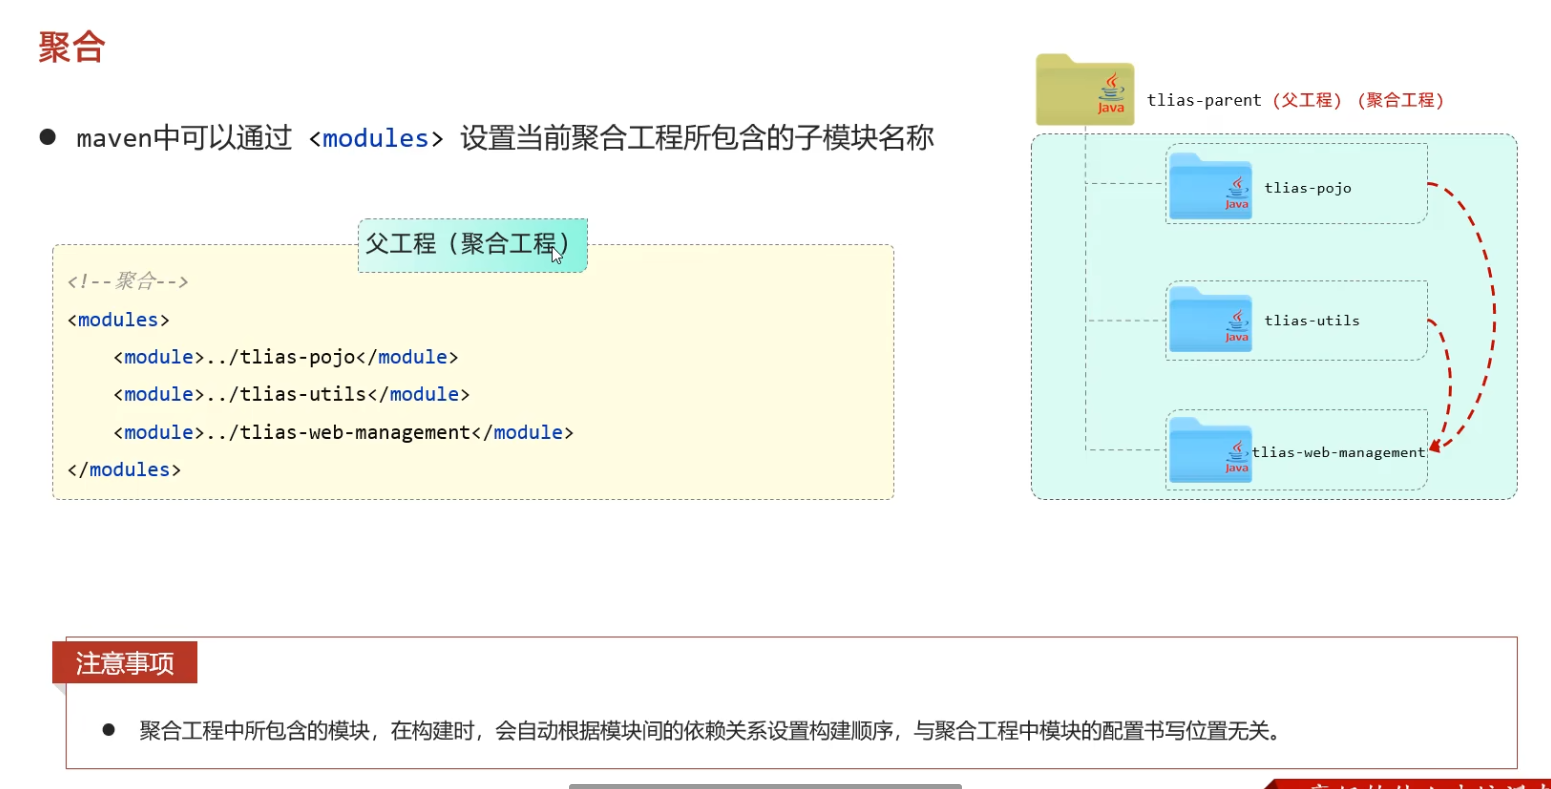 聚合
maven中可以通过 <modules> 设置当前聚合工程所包含的子模块名称
父工程（聚合工程）
<!--聚合-->
<modules>
<module>../tlias-pojo</module>
<module>../tlias-utils</module>
<module>../tlias-web-management</module>
</modules>
Java
tlias-parent（父工程）（聚合工程）
Java
tlias-pojo
Java
tlias-utils
Java
tlias-web-management
注意事项
聚合工程中所包含的模块，在构建时，会自动根据模块间的依赖关系设置构建顺序，与聚合工程中模块的配置书写位置无关。